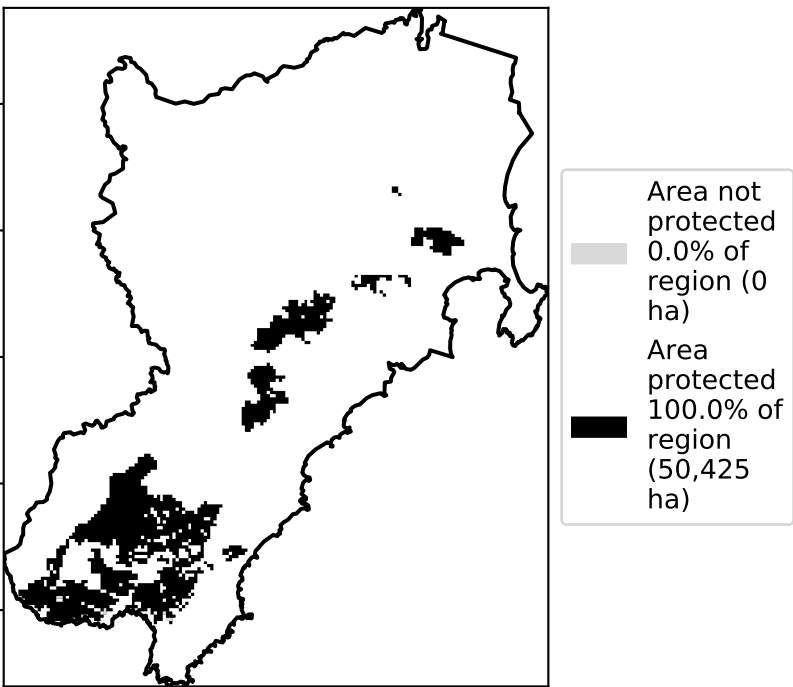 Area not
protected
0.0% of
region (0
ha)
Area
protected
100.0% of
region
(50,425
ha)